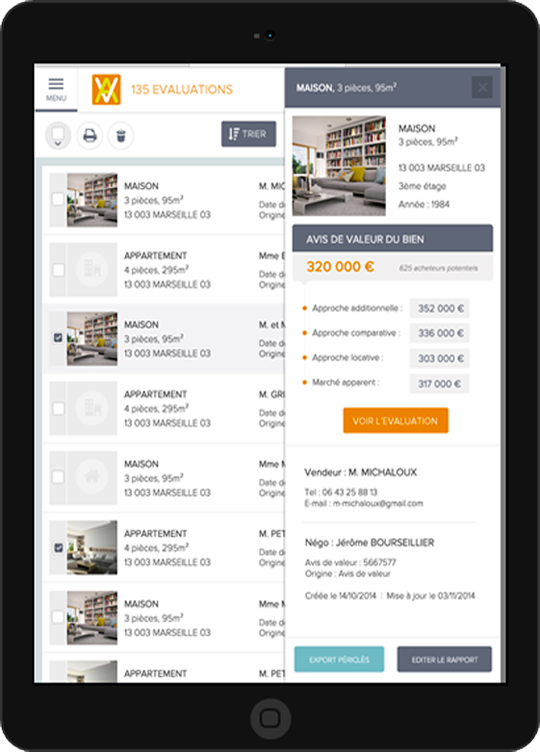 MENU
135 EVALUATIONS
TRIER
MAISON
3 pièces, 95m²
13 003 MARSEILLE 03
M. MIC
Date de
Origine
APPARTEMENT
4 pièces, 295m²
13 003 MARSEILLE 03
Mme
Date de
Origine
MAISON
3 pièces, 95m²
13 003 MARSEILLE 03
M. et M
Date de
Origine
APPARTEMENT
4 pièces, 295m²
13 003 MARSEILLE 03
M. GR
Date de
Origine
MAISON
3 pièces, 95m²
13 003 MARSEILLE 03
Mme M
Date de
Origine
APPARTEMENT
4 pièces, 295m²
13 003 MARSEILLE 03
M. PET
Date de
Origine
MAISON
3 pièces, 95m²
13 003 MARSEILLE 03
Mme M
Date de
Origine
APPARTEMENT
M. PET
MAISON, 3 pièces, 95m²
MAISON
3 pièces, 95m²
13 003 MARSEILLE 03
3ème étage
Année : 1984
AVIS DE VALEUR DU BIEN
320 000 € 625 acheteurs potentiels
Approche additionnelle : 352 000 €
Approche comparative : 336 000 €
Approche locative : 303 000 €
Marché apparent : 317 000 €
VOIR L'EVALUATION
Vendeur : M. MICHALOUX
Tel : 06 43 25 88 13
E-mail : m-michaloux@gmail.com
Négo : Jérôme BOURSEILLIER
Avis de valeur : 5667577
Origine : Avis de valeur
Créée le 14/10/2014 | Mise à jour le 03/11/2014
EXPORT PÉRICLÈS
EDITER LE RAPPORT